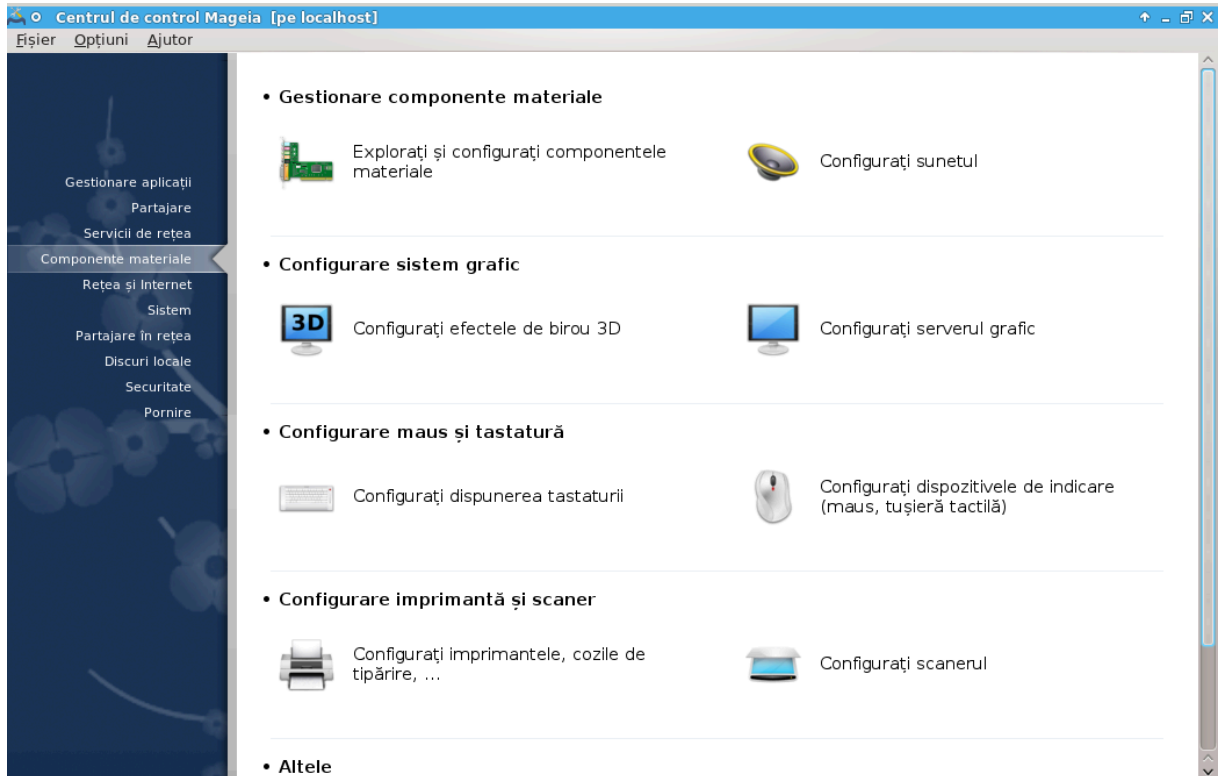 Centrul de control Mageia [pe localhost]
Fișier Opțiuni Ajutor
Gestionare aplicații
Partajare
Servicii de rețea
Componente materiale
Rețea și Internet
Sistem
Partajare în rețea
Discuri locale
Securitate
Pornire
• Gestionare componente materiale
Explorați și configurați componentele
materiale
Configurați sunetul
• Configurare sistem grafic
3D
Configurați efectele de birou 3D
Configurați serverul grafic
• Configurare maus și tastatură
Configurați dispunerea tastaturii
Configurați dispozitivele de indicare
(maus, tușieră tactilă)
• Configurare imprimantă și scaner
Configurați imprimantele, cozile de
tipărire, ...
Configurați scanerul
• Altele